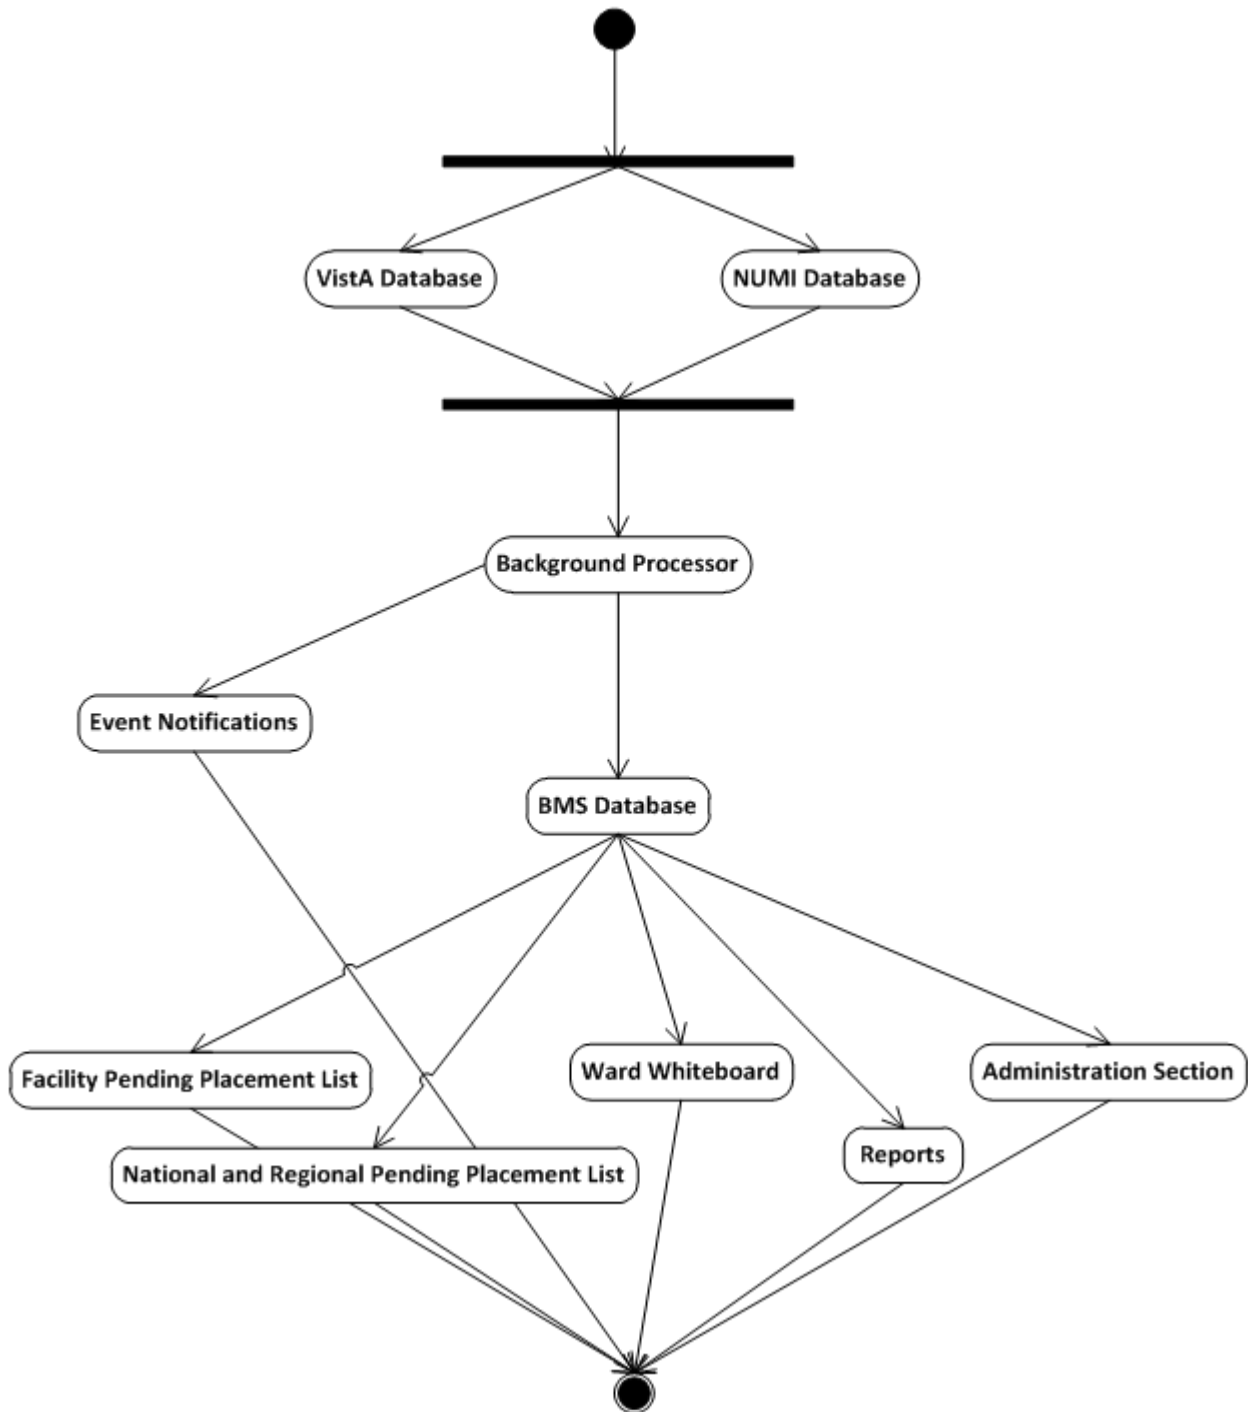 VistA Database
NUMI Database
Background Processor
Event Notifications
BMS Database
Facility Pending Placement List
Ward Whiteboard
Administration Section
National and Regional Pending Placement List
Reports